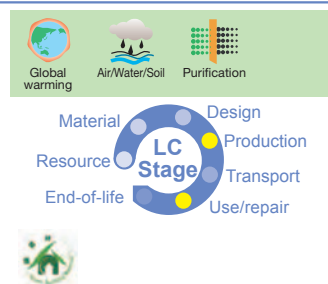 Global warming
Air/Water/Soil
Purification
Design
Material
Production
LC Stage
Resource
Transport
End-of-life
Use/repair